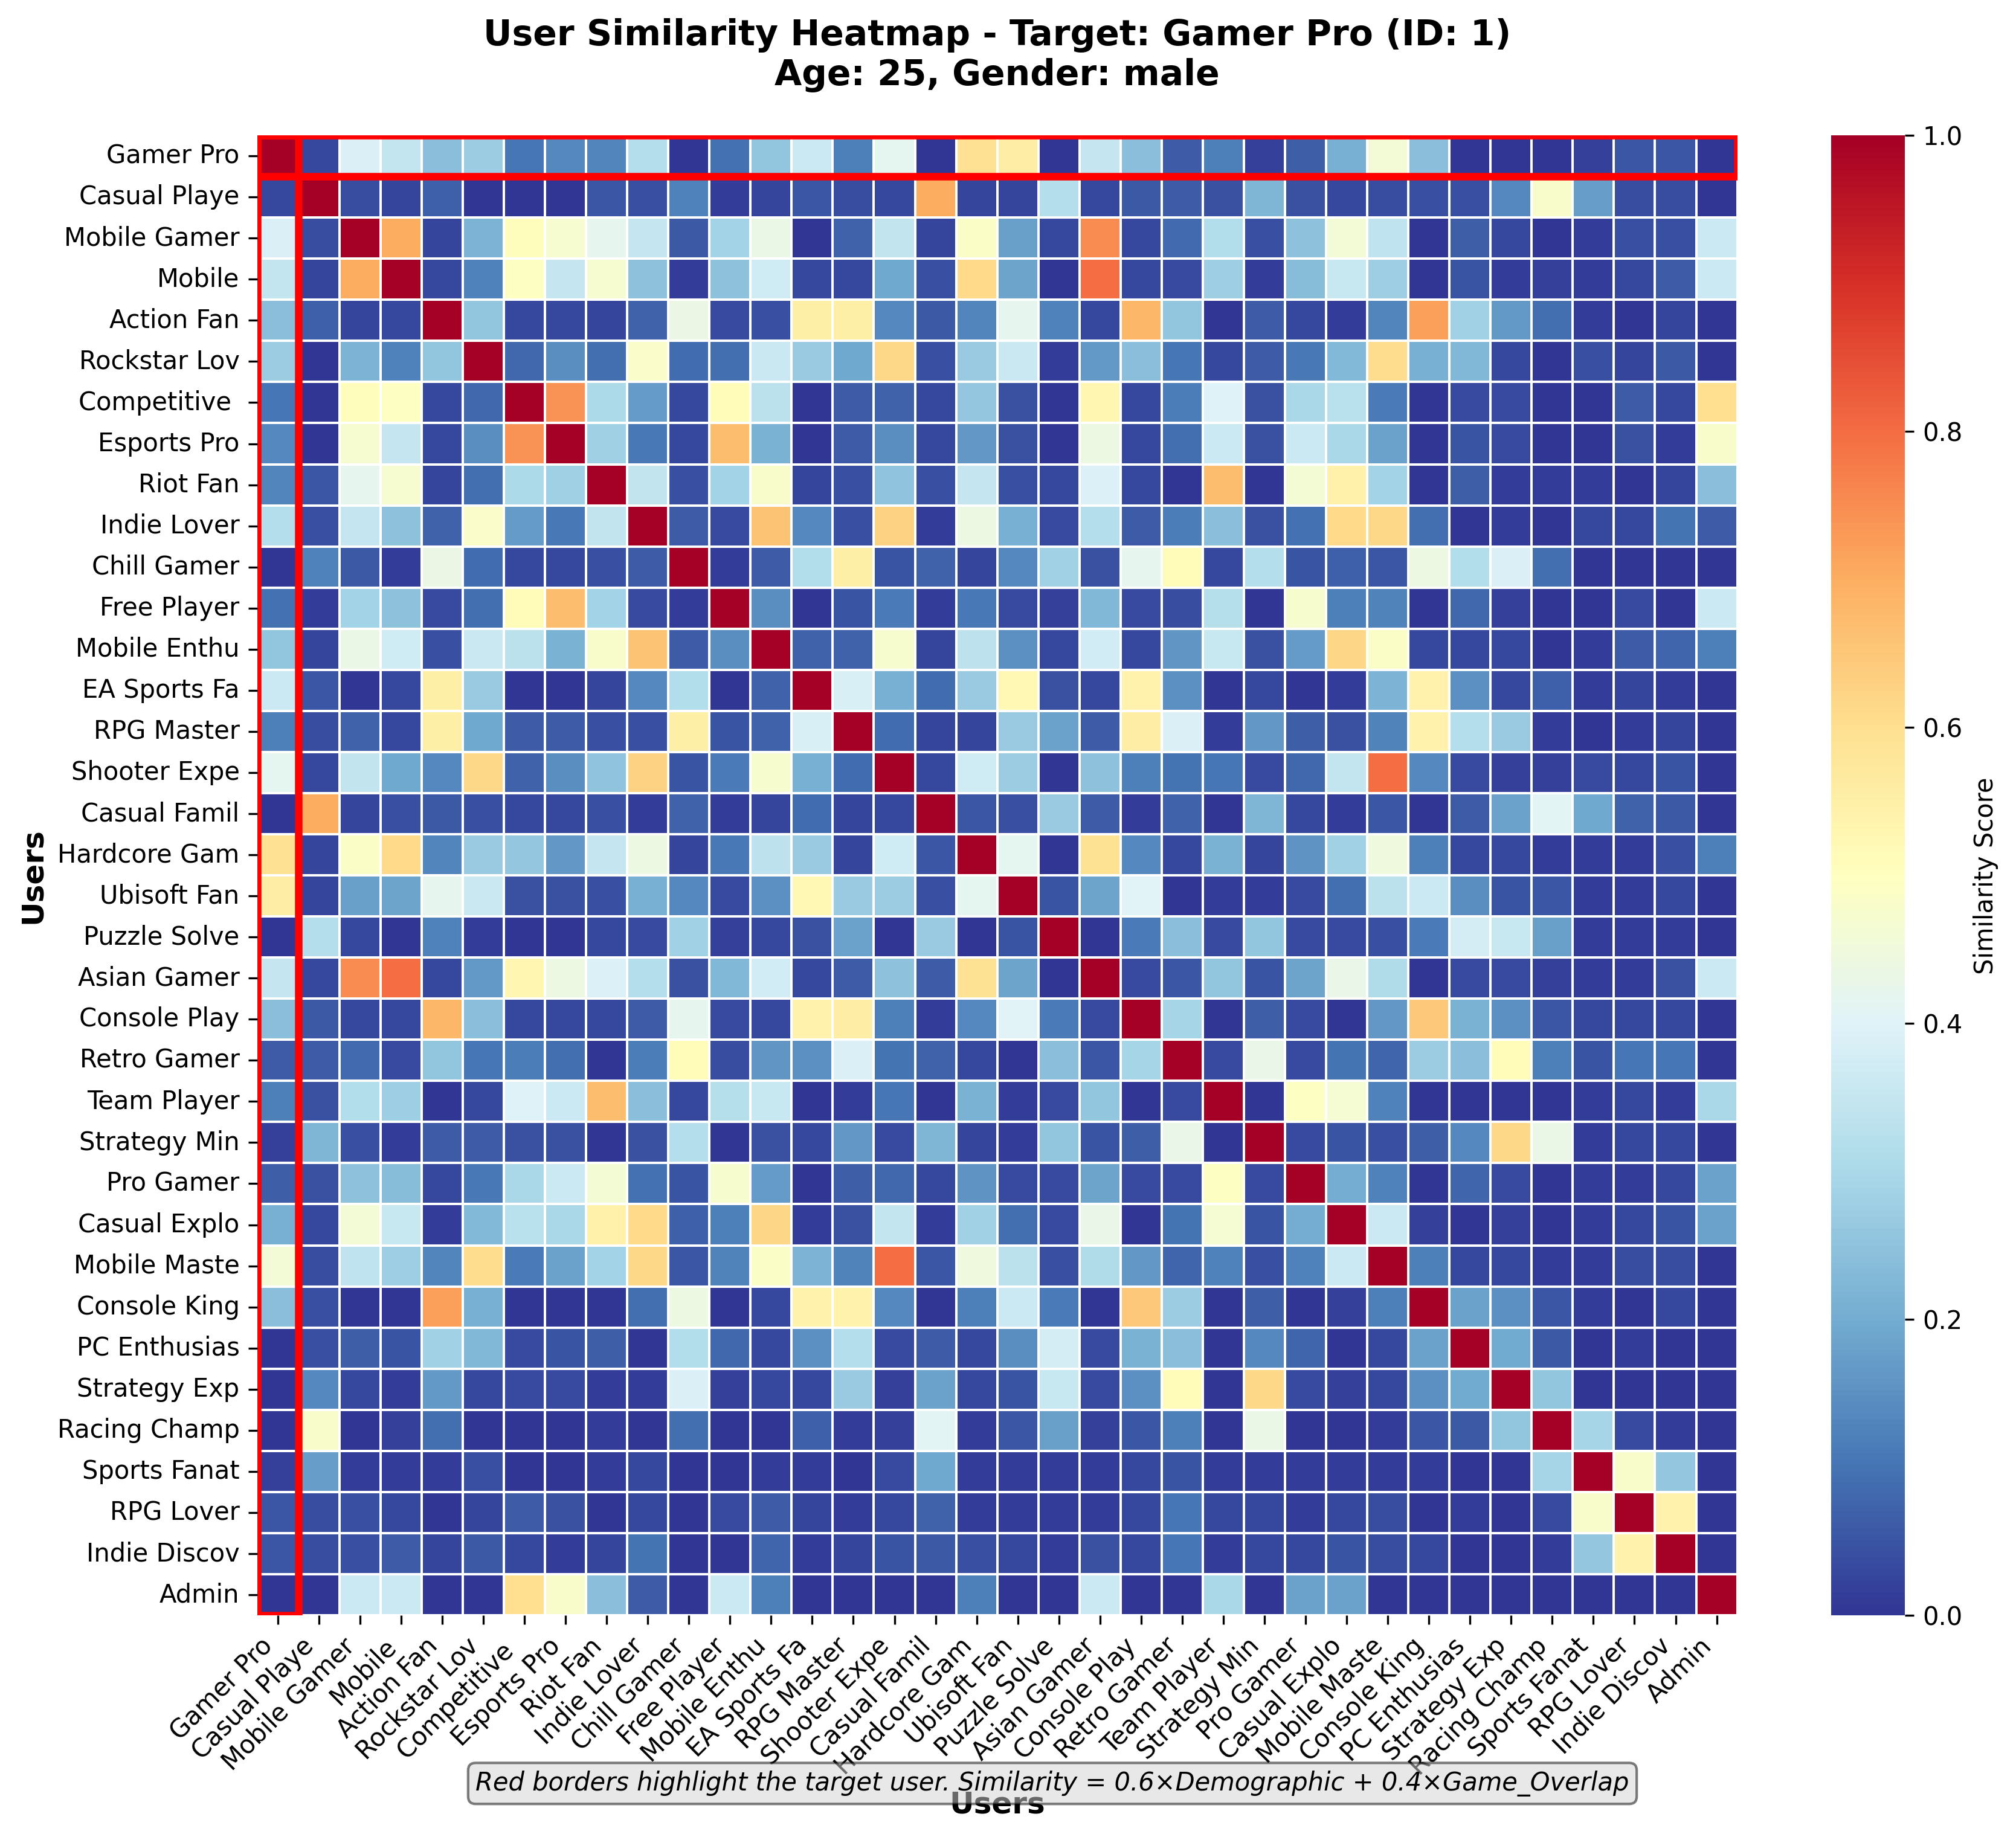 User Similarity Heatmap - Target: Gamer Pro (ID: 1)
Age: 25, Gender: male
Users
Gamer Pro
Casual Playe
Mobile Gamer
Mobile
Action Fan
Rockstar Lov
Competitive
Esports Pro
Riot Fan
Indie Lover
Chill Gamer
Free Player
Mobile Enthu
EA Sports Fa
RPG Master
Shooter Expe
Casual Famil
Hardcore Gam
Ubisoft Fan
Puzzle Solve
Asian Gamer
Console Play
Retro Gamer
Team Player
Strategy Min
Pro Gamer
Casual Explo
Mobile Maste
Console King
PC Enthusias
Strategy Exp
Racing Champ
Sports Fanat
RPG Lover
Indie Discov
Admin
Gamer Pro
Casual Playe
Mobile Gamer
Mobile
Action Fan
Rockstar Lov
Competitive
Esports Pro
Riot Fan
Indie Lover
Chill Gamer
Free Player
Mobile Enthu
EA Sports Fa
RPG Master
Shooter Expe
Casual Famil
Hardcore Gam
Ubisoft Fan
Puzzle Solve
Asian Gamer
Console Play
Retro Gamer
Team Player
Strategy Min
Pro Gamer
Casual Explo
Mobile Maste
Console King
PC Enthusias
Strategy Exp
Racing Champ
Sports Fanat
RPG Lover
Indie Discov
Admin
1.0
0.8
0.6
0.4
0.2
0.0
Similarity Score
Red borders highlight the target user. Similarity = 0.6×Demographic + 0.4×Game_Overlap
Users